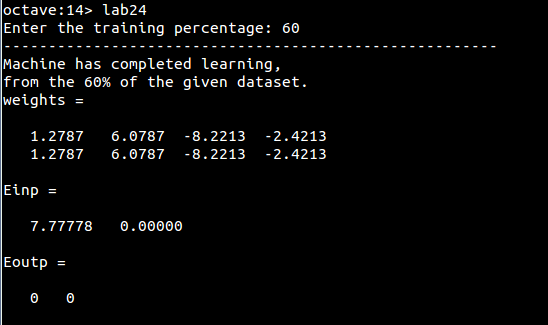 octave:14> lab24
Enter the training percentage: 60
-------------------------------------------------------
Machine has completed learning,
from the 60% of the given dataset.
weights =
1.2787 6.0787 -8.2213 -2.4213
1.2787 6.0787 -8.2213 -2.4213
Einp =
7.77778 0.00000
Eoutp =
0 0